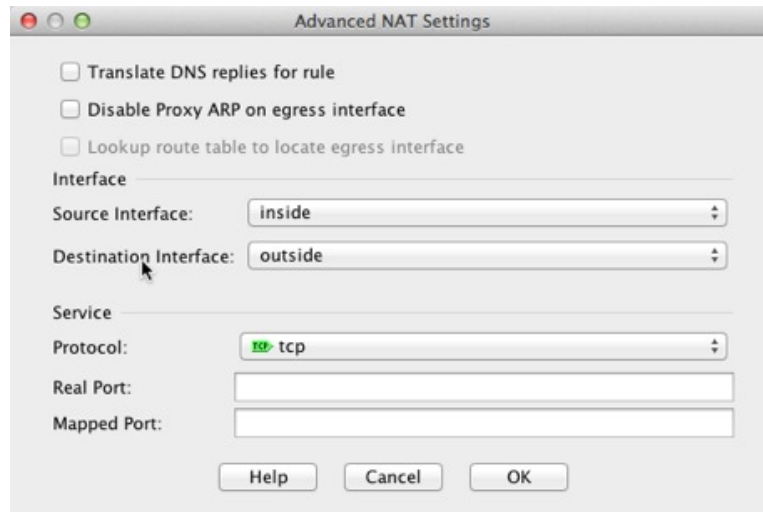 Advanced NAT Settings
Translate DNS replies for rule
Disable Proxy ARP on egress interface
Lookup route table to locate egress interface
Interface
Source Interface: inside
Destination Interface: outside
Service
Protocol: TCP tcp
Real Port:
Mapped Port:
Help Cancel OK